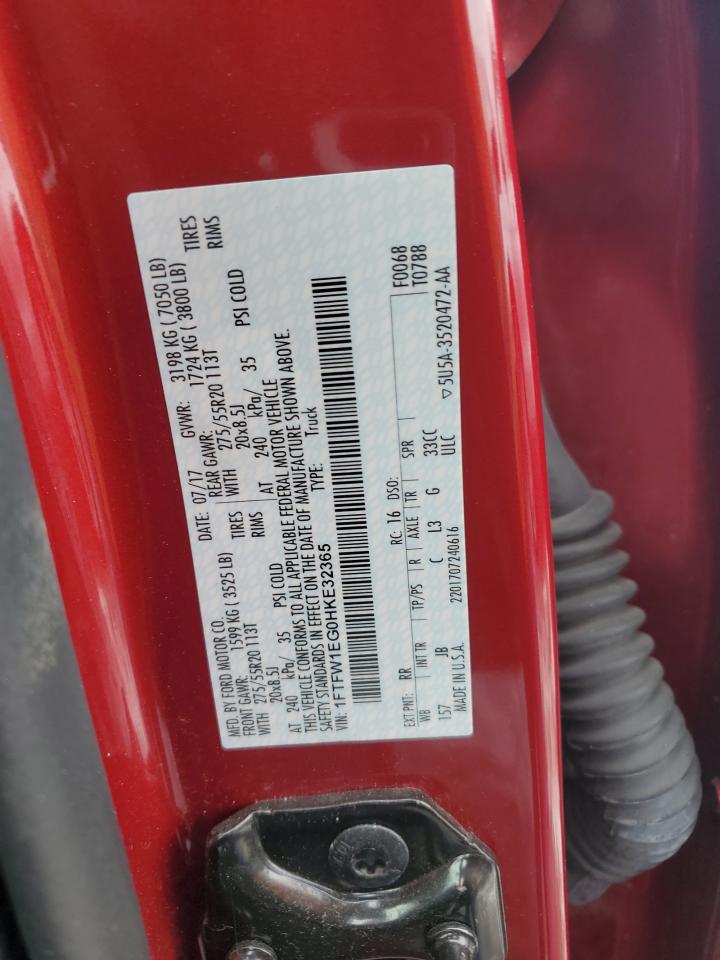 MFD. BY FORD MOTOR CO.
DATE: 07/17 GVWR: 3198 KG ( 7050 LB)
FRONT GAWR: 1599 KG ( 3525 LB)
REAR GAWR: 1724 KG ( 3800 LB)
WITH 275/55R20 113T TIRES
WITH 275/55R20 113T TIRES
20x8.5J RIMS
20x8.5J RIMS
AT 240 kPa/ 35 PSI COLD
AT 240 kPa/ 35 PSI COLD
THIS VEHICLE CONFORMS TO ALL APPLICABLE FEDERAL MOTOR VEHICLE
SAFETY STANDARDS IN EFFECT ON THE DATE OF MANUFACTURE SHOWN ABOVE.
VIN: 1FTFW1EG0HKE32365 TYPE: Truck
F0068
T0788
EXT PNT: RR RC: 16 DSO:
WB INT TR TP/PS R AXLE TR SPR
157 JB C L3 G 33CC
ULC
MADE IN U.S.A. 2201707240616 ▽5U5A-3520472-AA